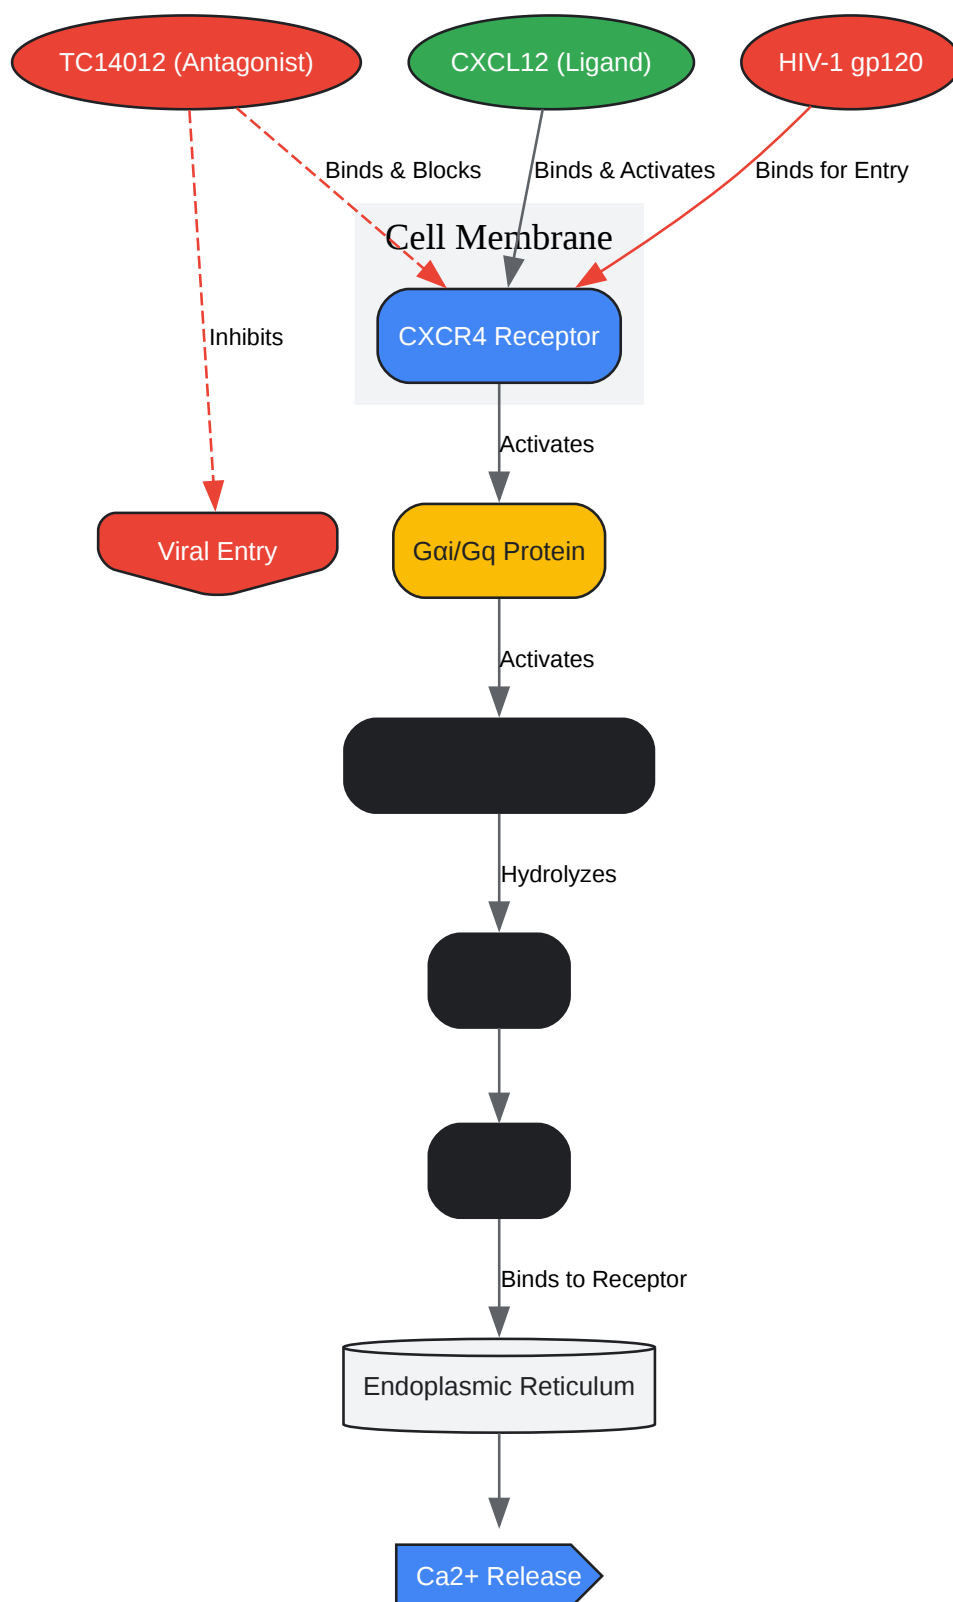 TC14012 (Antagonist)
CXCL12 (Ligand)
HIV-1 gp120
Binds & Blocks
Binds & Activates
Binds for Entry
Cell Membrane
CXCR4 Receptor
Inhibits
Activates
Viral Entry
Gαi/Gq Protein
Activates
Hydrolyzes
Binds to Receptor
Endoplasmic Reticulum
Ca2+ Release